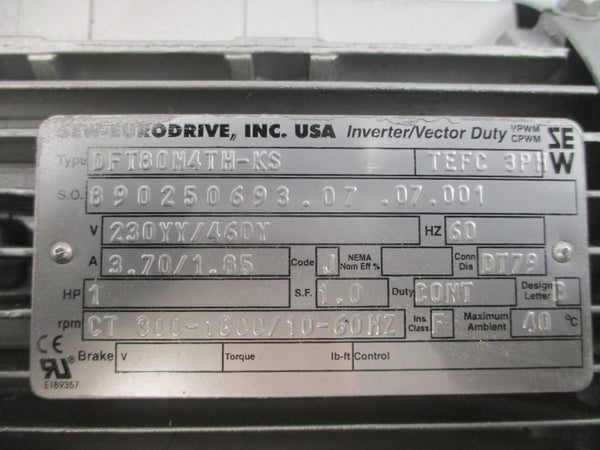 SEW-EURODRIVE, INC. USA Inverter/Vector Duty VPWM CPWM SEW
Type DFT80M4TH-KS TEFC 3PH
S.O. 890250693.07 .07.001
V 230YY/460Y HZ 60
A 3.70/1.85 Code J NEMA Nom Eff % Conn Dia DT79
HP 1 S.F. 1.0 Duty CONT Design Letter B
rpm CT 300-1800/10-60HZ Ins Class F Maximum Ambient 40 °C
CE
Brake V Torque lb-ft Control
E189357